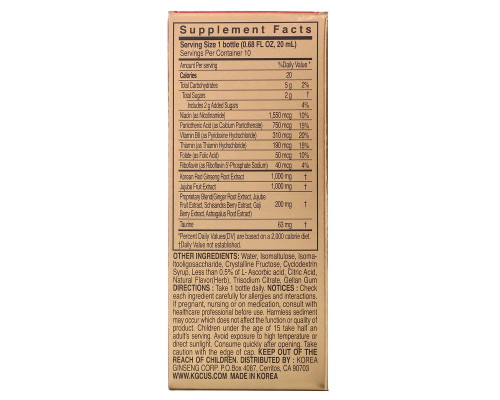 Supplement Facts
Serving Size 1 bottle (0.68 FL OZ, 20 mL)
Servings Per Container 10
Amount Per serving %Daily Value *
Calories 20
Total Carbohydrates 5 g 2%
Total Sugars 2 g †
Includes 2 g Added Sugars 4%
Niacin (as Nicotinamide) 1,550 mcg 10%
Pantothenic Acid (as Calcium Pantothenate) 750 mcg 15%
Vitamin B6 (as Pyridoxine Hydrochloride) 310 mcg 20%
Thiamin (as Thiamin Hydrochloride) 190 mcg 15%
Folate (as Folic Acid) 50 mcg 10%
Riboflavin (as Riboflavin 5'-Phosphate Sodium) 40 mcg 4%
Korean Red Ginseng Root Extract 1,000 mg †
Jujube Fruit Extract 1,000 mg †
Proprietary Blend(Ginger Root Extract, Jujube
Fruit Extract, Schisandra Berry Extract, Goji 200 mg †
Berry Extract, Astragalus Root Extract)
Taurine 63 mg †
*Percent Daily Values(DV) are based on a 2,000 calorie diet.
†Daily Value not established.
OTHER INGREDIENTS: Water, Isomaltulose, Isoma-
ltooligosaccharide, Crystalline Fructose, Cyclodextrin
Syrup, Less than 0.5% of L- Ascorbic acid, Citric Acid,
Natural Flavor(Herb), Trisodium Citrate, Gellan Gum
DIRECTIONS : Take 1 bottle daily. NOTICES : Check
each ingredient carefully for allergies and interactions.
If pregnant, nursing or on medication, consult with
healthcare professional before use. Harmless sediment
may occur which does not affect the function or quality of
product. Children under the age of 15 take half an
adult's serving. Avoid exposure to high temperature or
direct sunlight. Consume quickly after opening. Take
caution with the edge of cap. KEEP OUT OF THE
REACH OF CHILDREN. DISTRIBUTED BY : KOREA
GINSENG CORP. P.O.Box 4087, Cerritos, CA 90703
WWW.KGCUS.COM MADE IN KOREA